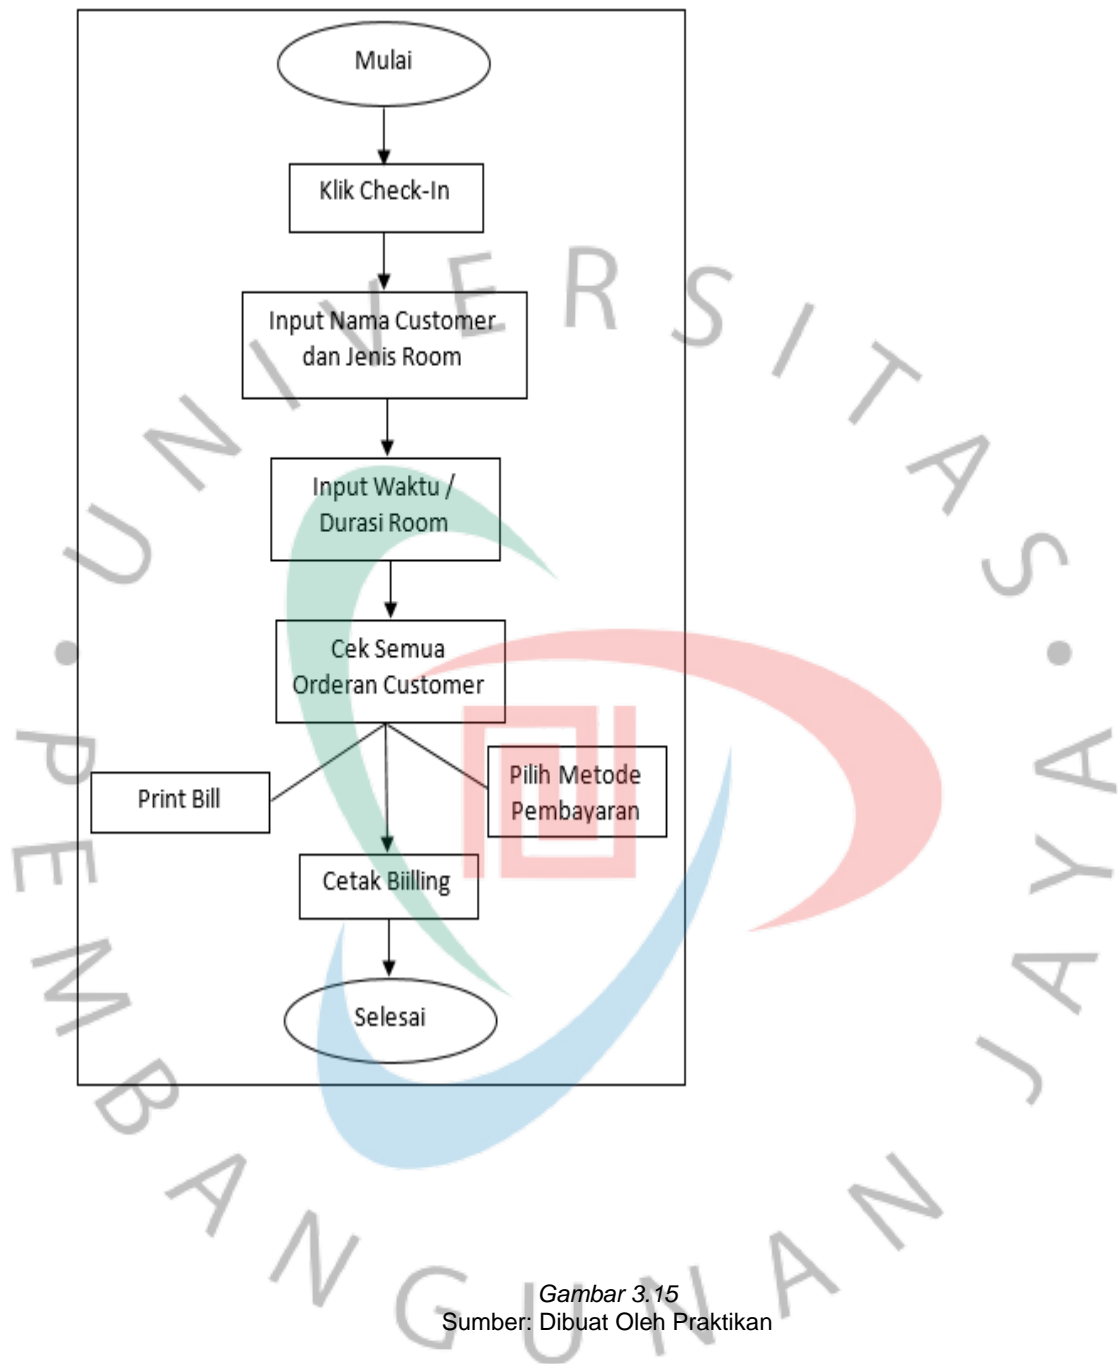 Mulai
Klik Check-In
Input Nama Customer
dan Jenis Room
Input Waktu /
Durasi Room
Cek Semua
Orderan Customer
Print Bill
Pilih Metode
Pembayaran
Cetak Biilling
Selesai
UNIVERSITAS
PEMBANGUNAN JAYA
Gambar 3.15
Sumber: Dibuat Oleh Praktikan